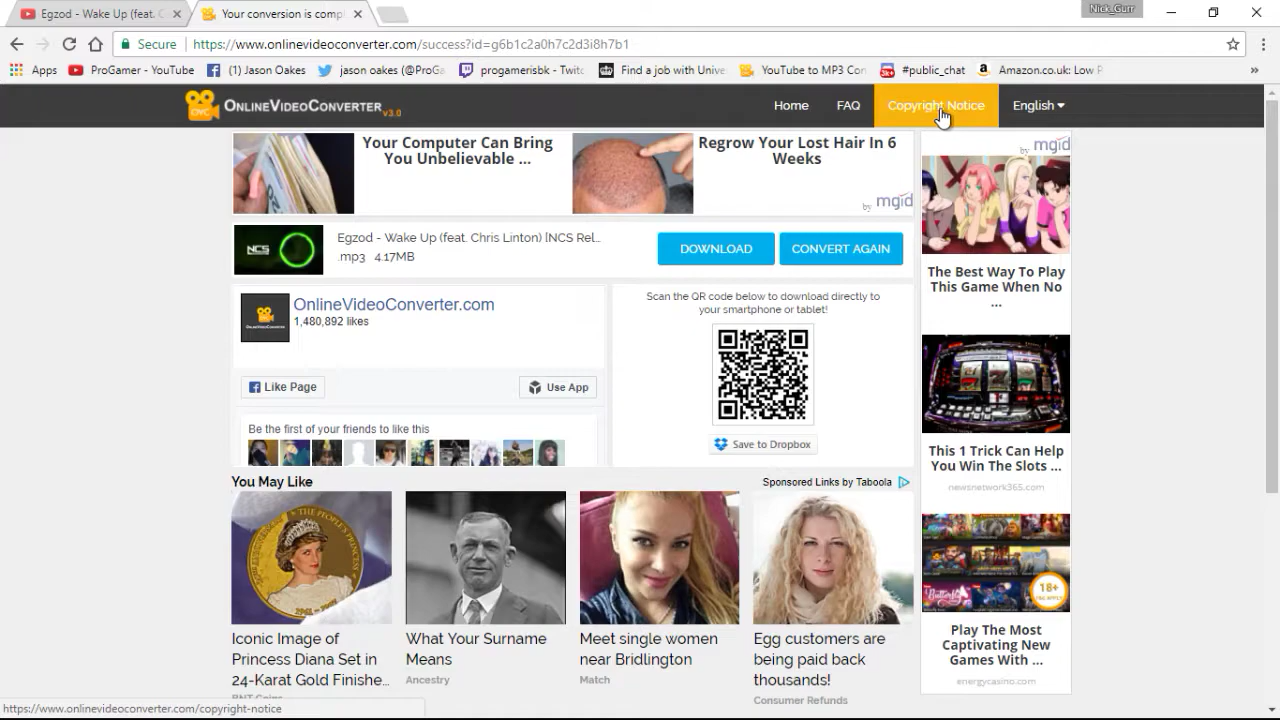 Nick_Gurr
Egzod - Wake Up (feat. C
Your conversion is comp
Secure
https://www.onlinevideoconverter.com/success?id=g6b1c2a0h7c2d3i8h7b1
Apps
ProGamer - YouTube
(1) Jason Oakes
jason oakes (@ProGa
progamerisbk - Twitc
Find a job with Unive
YouTube to MP3 Con
3K+
#public_chat
Amazon.co.uk: Low P
»
OVC
ONLINEVIDEOCONVERTER v3.0
Home
FAQ
Copyright Notice
English
Your Computer Can Bring
You Unbelievable ...
Regrow Your Lost Hair In 6
Weeks
by mgid
by mgid
NCS
Egzod - Wake Up (feat. Chris Linton) [NCS Rel...
.mp3 4.17MB
DOWNLOAD
CONVERT AGAIN
The Best Way To Play
This Game When No
...
OnlineVideoConverter.com
1,480,892 likes
Like Page
Use App
Be the first of your friends to like this
Scan the QR code below to download directly to
your smartphone or tablet!
Save to Dropbox
This 1 Trick Can Help
You Win The Slots ...
newsnetwork365.com
You May Like
Sponsored Links by Taboola
Iconic Image of
Princess Diana Set in
24-Karat Gold Finishe...
What Your Surname
Means
Ancestry
Meet single women
near Bridlington
Match
Egg customers are
being paid back
thousands!
Consumer Refunds
18+
Play The Most
Captivating New
Games With ...
energycasino.com
https://www.onlinevideoconverter.com/copyright-notice